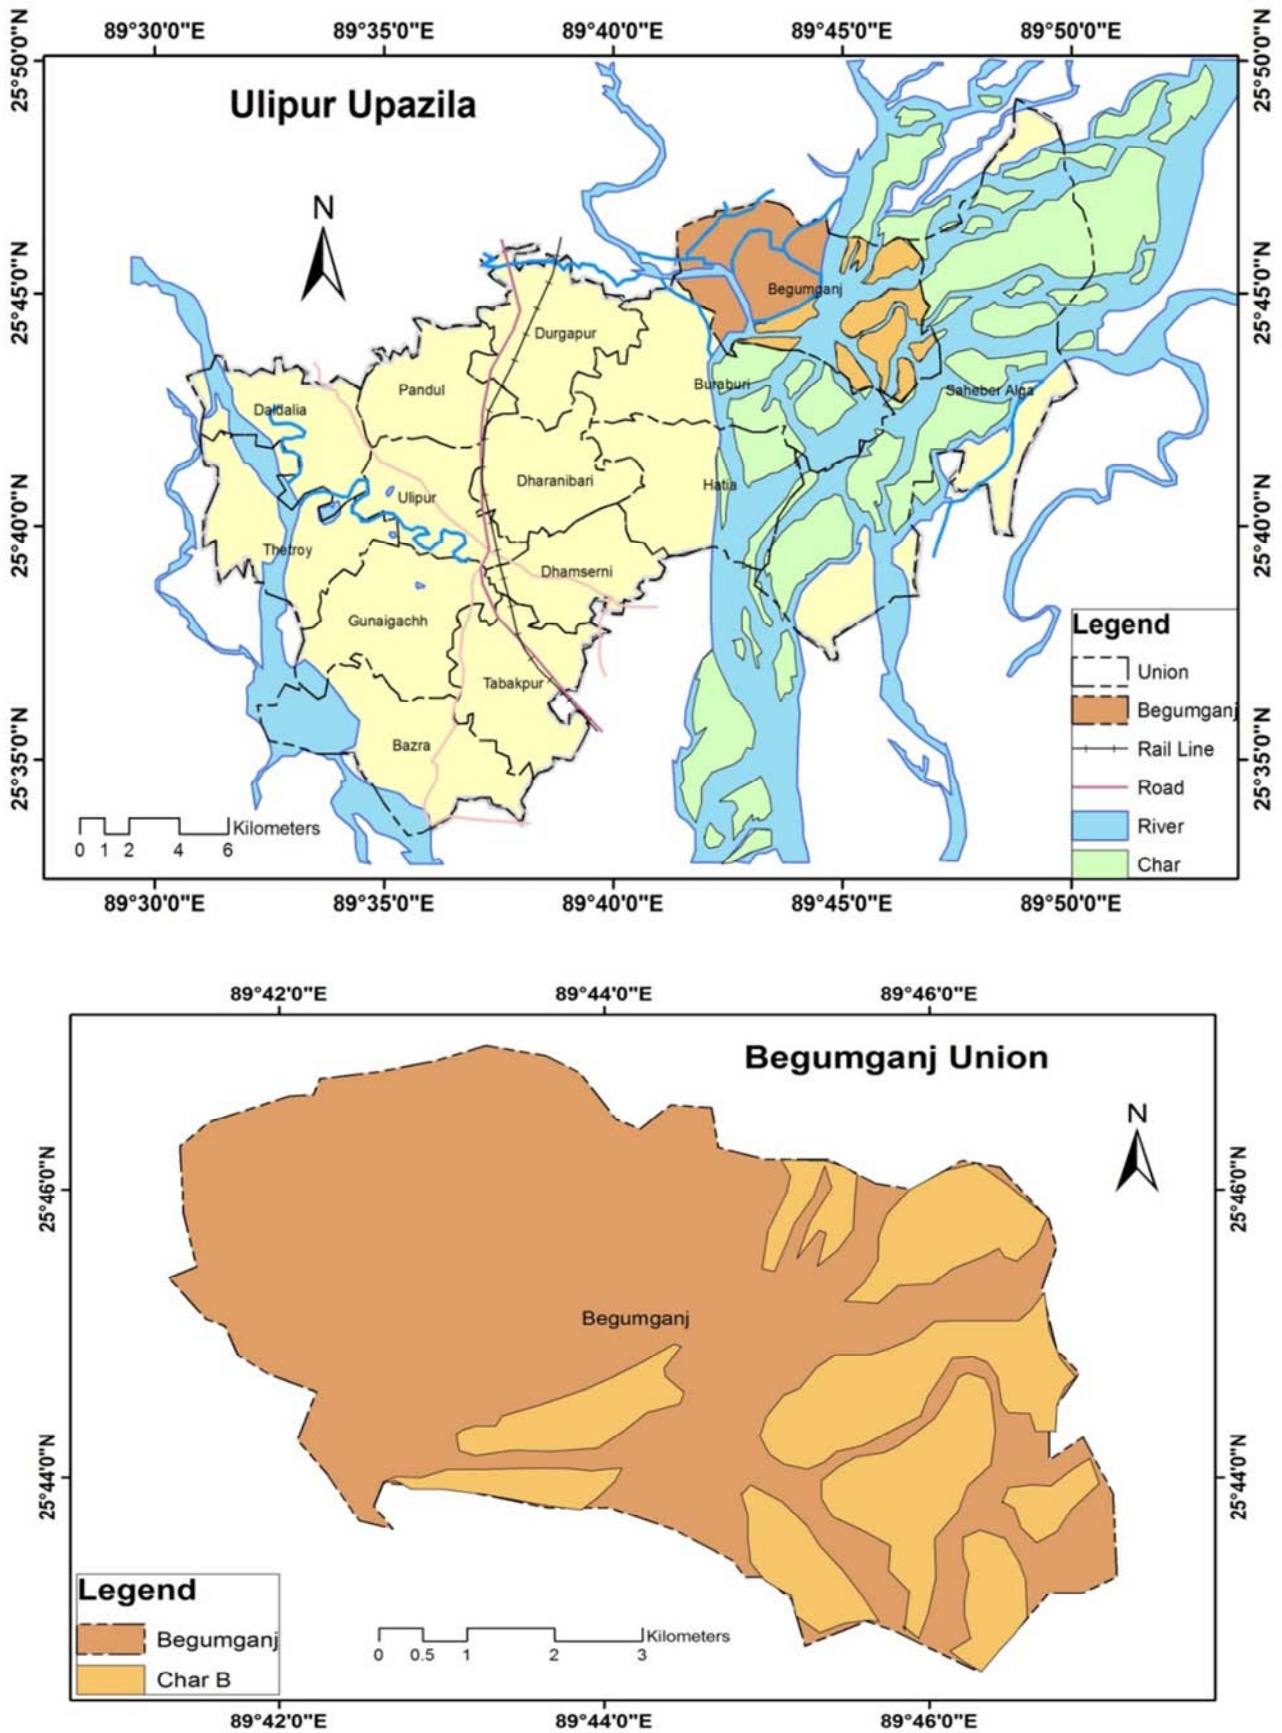 89°30'0"E 89°35'0"E 89°40'0"E 89°45'0"E 89°50'0"E
25°50'0"N 25°50'0"N
Ulipur Upazila
N
25°45'0"N 25°45'0"N
Begumganj
Durgapur
Pandul
Buraburi
Saheber Alga
Daldalia
Dharanibari
Hatia
Ulipur
25°40'0"N 25°40'0"N
Thetroy
Dhamserni
Gunaigachh
Legend
Union
Tabakpur
Begumganj
Bazra
Rail Line
25°35'0"N 25°35'0"N
Road
Kilometers
River
0 1 2 4 6
Char
89°30'0"E 89°35'0"E 89°40'0"E 89°45'0"E 89°50'0"E
89°42'0"E 89°44'0"E 89°46'0"E
Begumganj Union
N
25°46'0"N 25°46'0"N
Begumganj
25°44'0"N 25°44'0"N
Legend
Begumganj
Char B
Kilometers
0 0.5 1 2 3
89°42'0"E 89°44'0"E 89°46'0"E